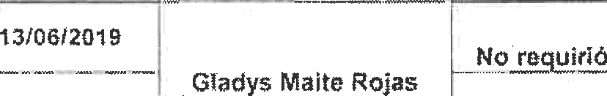 13/06/2019
No requirió
Gladys Maite Rojas